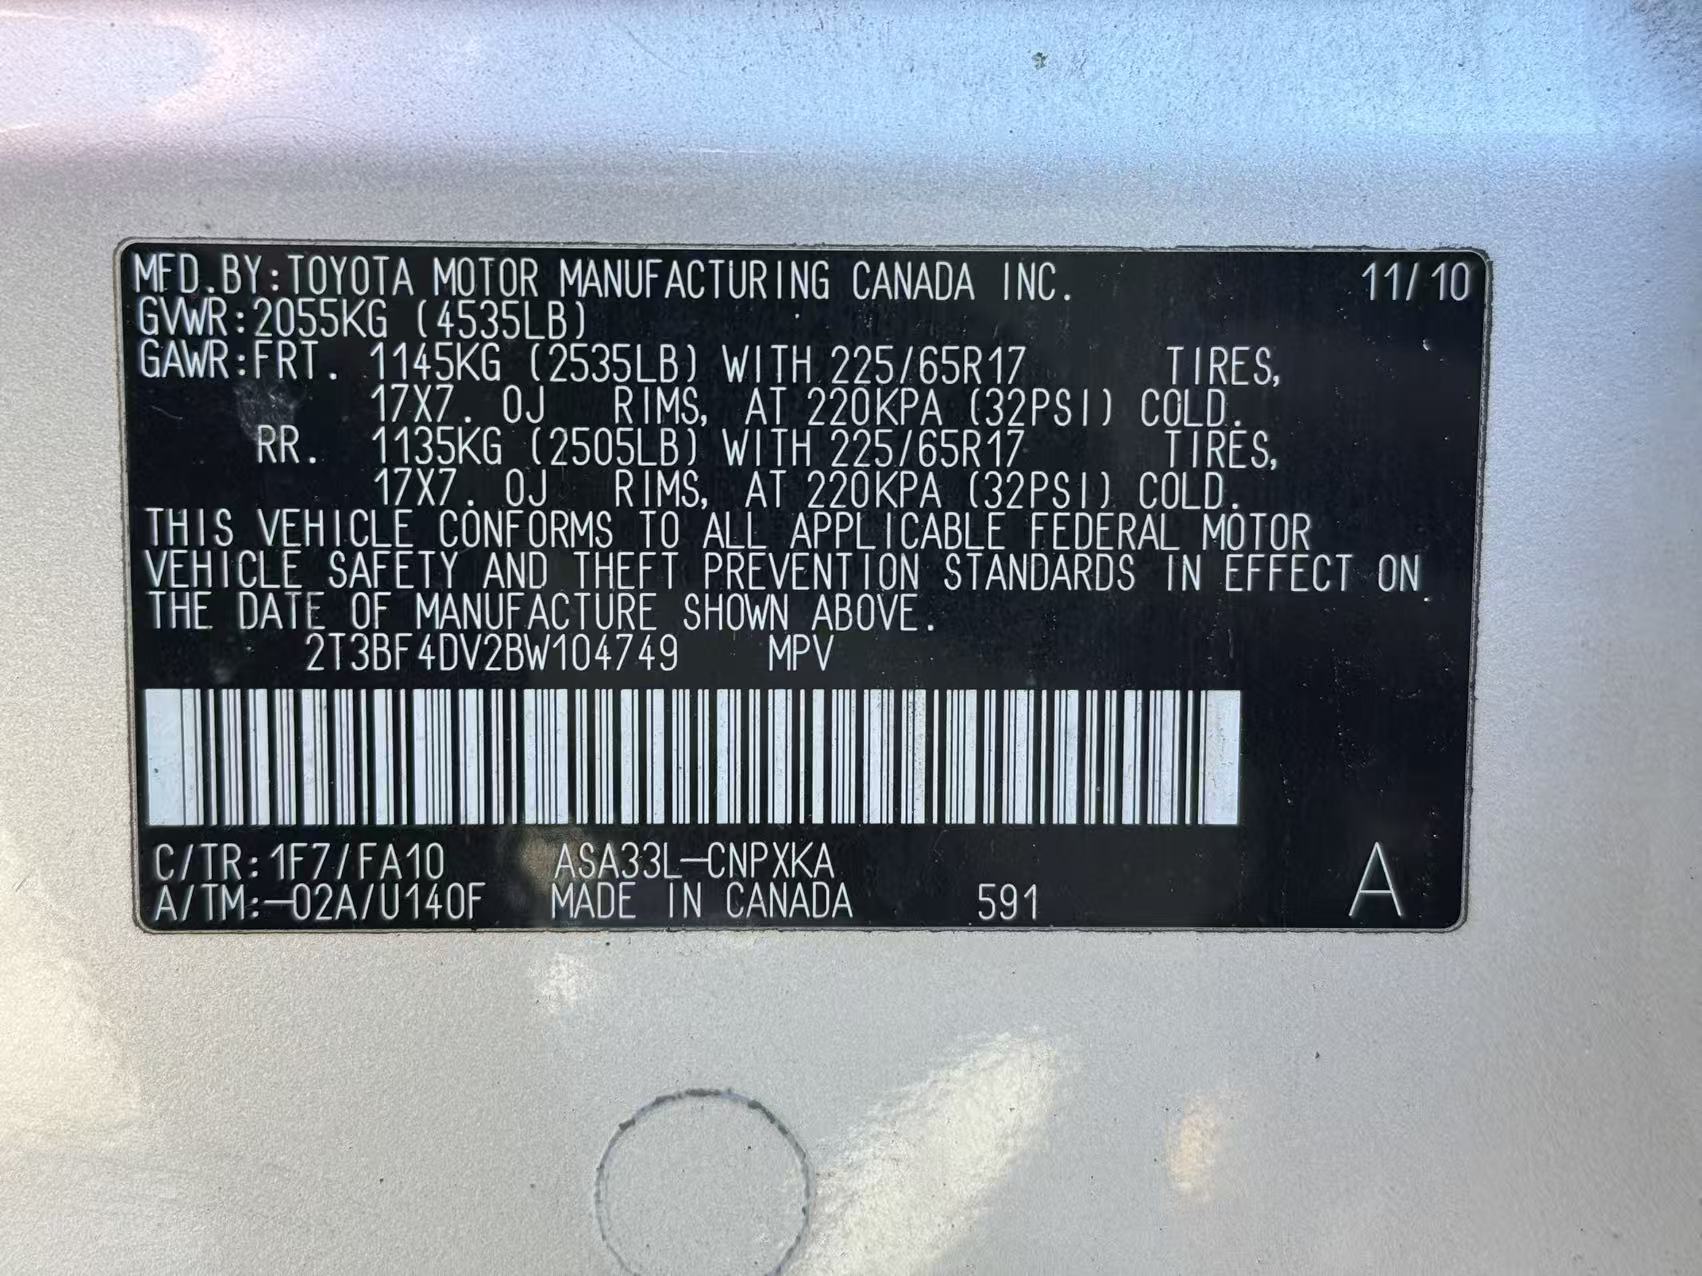 MFD.BY:TOYOTA MOTOR MANUFACTURING CANADA INC. 11/10
GVWR:2055KG (4535LB)
GAWR:FRT. 1145KG (2535LB) WITH 225/65R17 TIRES,
17X7.0J RIMS, AT 220KPA (32PSI) COLD.
RR. 1135KG (2505LB) WITH 225/65R17 TIRES,
17X7.0J RIMS, AT 220KPA (32PSI) COLD.
THIS VEHICLE CONFORMS TO ALL APPLICABLE FEDERAL MOTOR
VEHICLE SAFETY AND THEFT PREVENTION STANDARDS IN EFFECT ON
THE DATE OF MANUFACTURE SHOWN ABOVE.
2T3BF4DV2BW104749 MPV
C/TR:1F7/FA10 ASA33L-CNPXKA
A/TM:-02A/U140F MADE IN CANADA 591 A